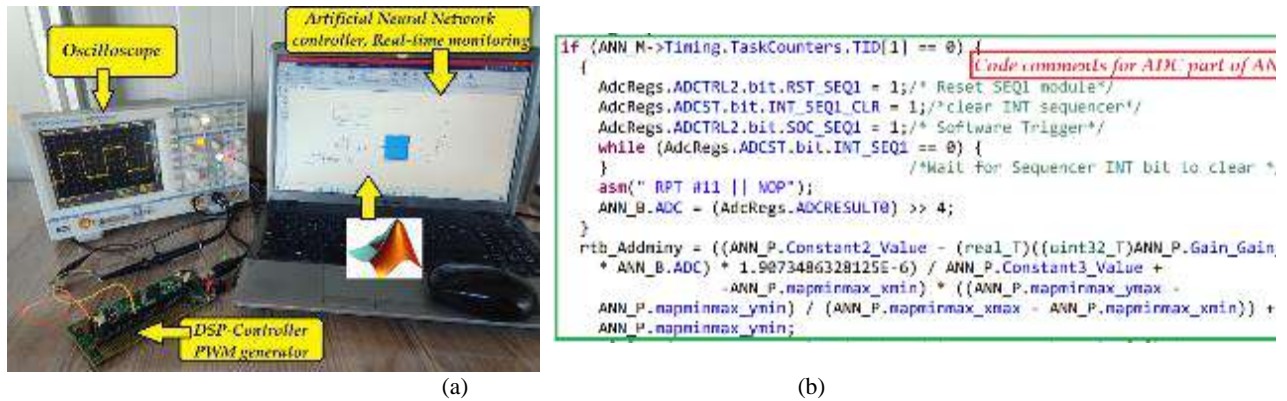 Artificial Neural Network
controller, Real-time monitoring
Oscilloscope
DSP-Controller
PWM generator
(a)
if (ANN_M->Timing.TaskCounters.TID[1] == 0) {
Code comments for ADC part of AN
{
AdcRegs.ADCTRL2.bit.RST_SEQ1 = 1;/* Reset SEQ1 module*/
AdcRegs.ADCST.bit.INT_SEQ1_CLR = 1;/*clear INT sequencer*/
AdcRegs.ADCTRL2.bit.SOC_SEQ1 = 1;/* Software Trigger*/
while (AdcRegs.ADCST.bit.INT_SEQ1 == 0) {
} /*Wait for Sequencer INT bit to clear *
asm(" RPT #11 || NOP");
ANN_B.ADC = (AdcRegs.ADCRESULT0) >> 4;
}
rtb_Addminy = ((ANN_P.Constant2_Value - (real_T)((uint32_T)ANN_P.Gain_Gain_
* ANN_B.ADC) * 1.9073486328125E-6) / ANN_P.Constant3_Value +
-ANN_P.mapminmax_xmin) * ((ANN_P.mapminmax_ymax -
ANN_P.mapminmax_ymin) / (ANN_P.mapminmax_xmax - ANN_P.mapminmax_xmin)) +
ANN_P.mapminmax_ymin;
(b)